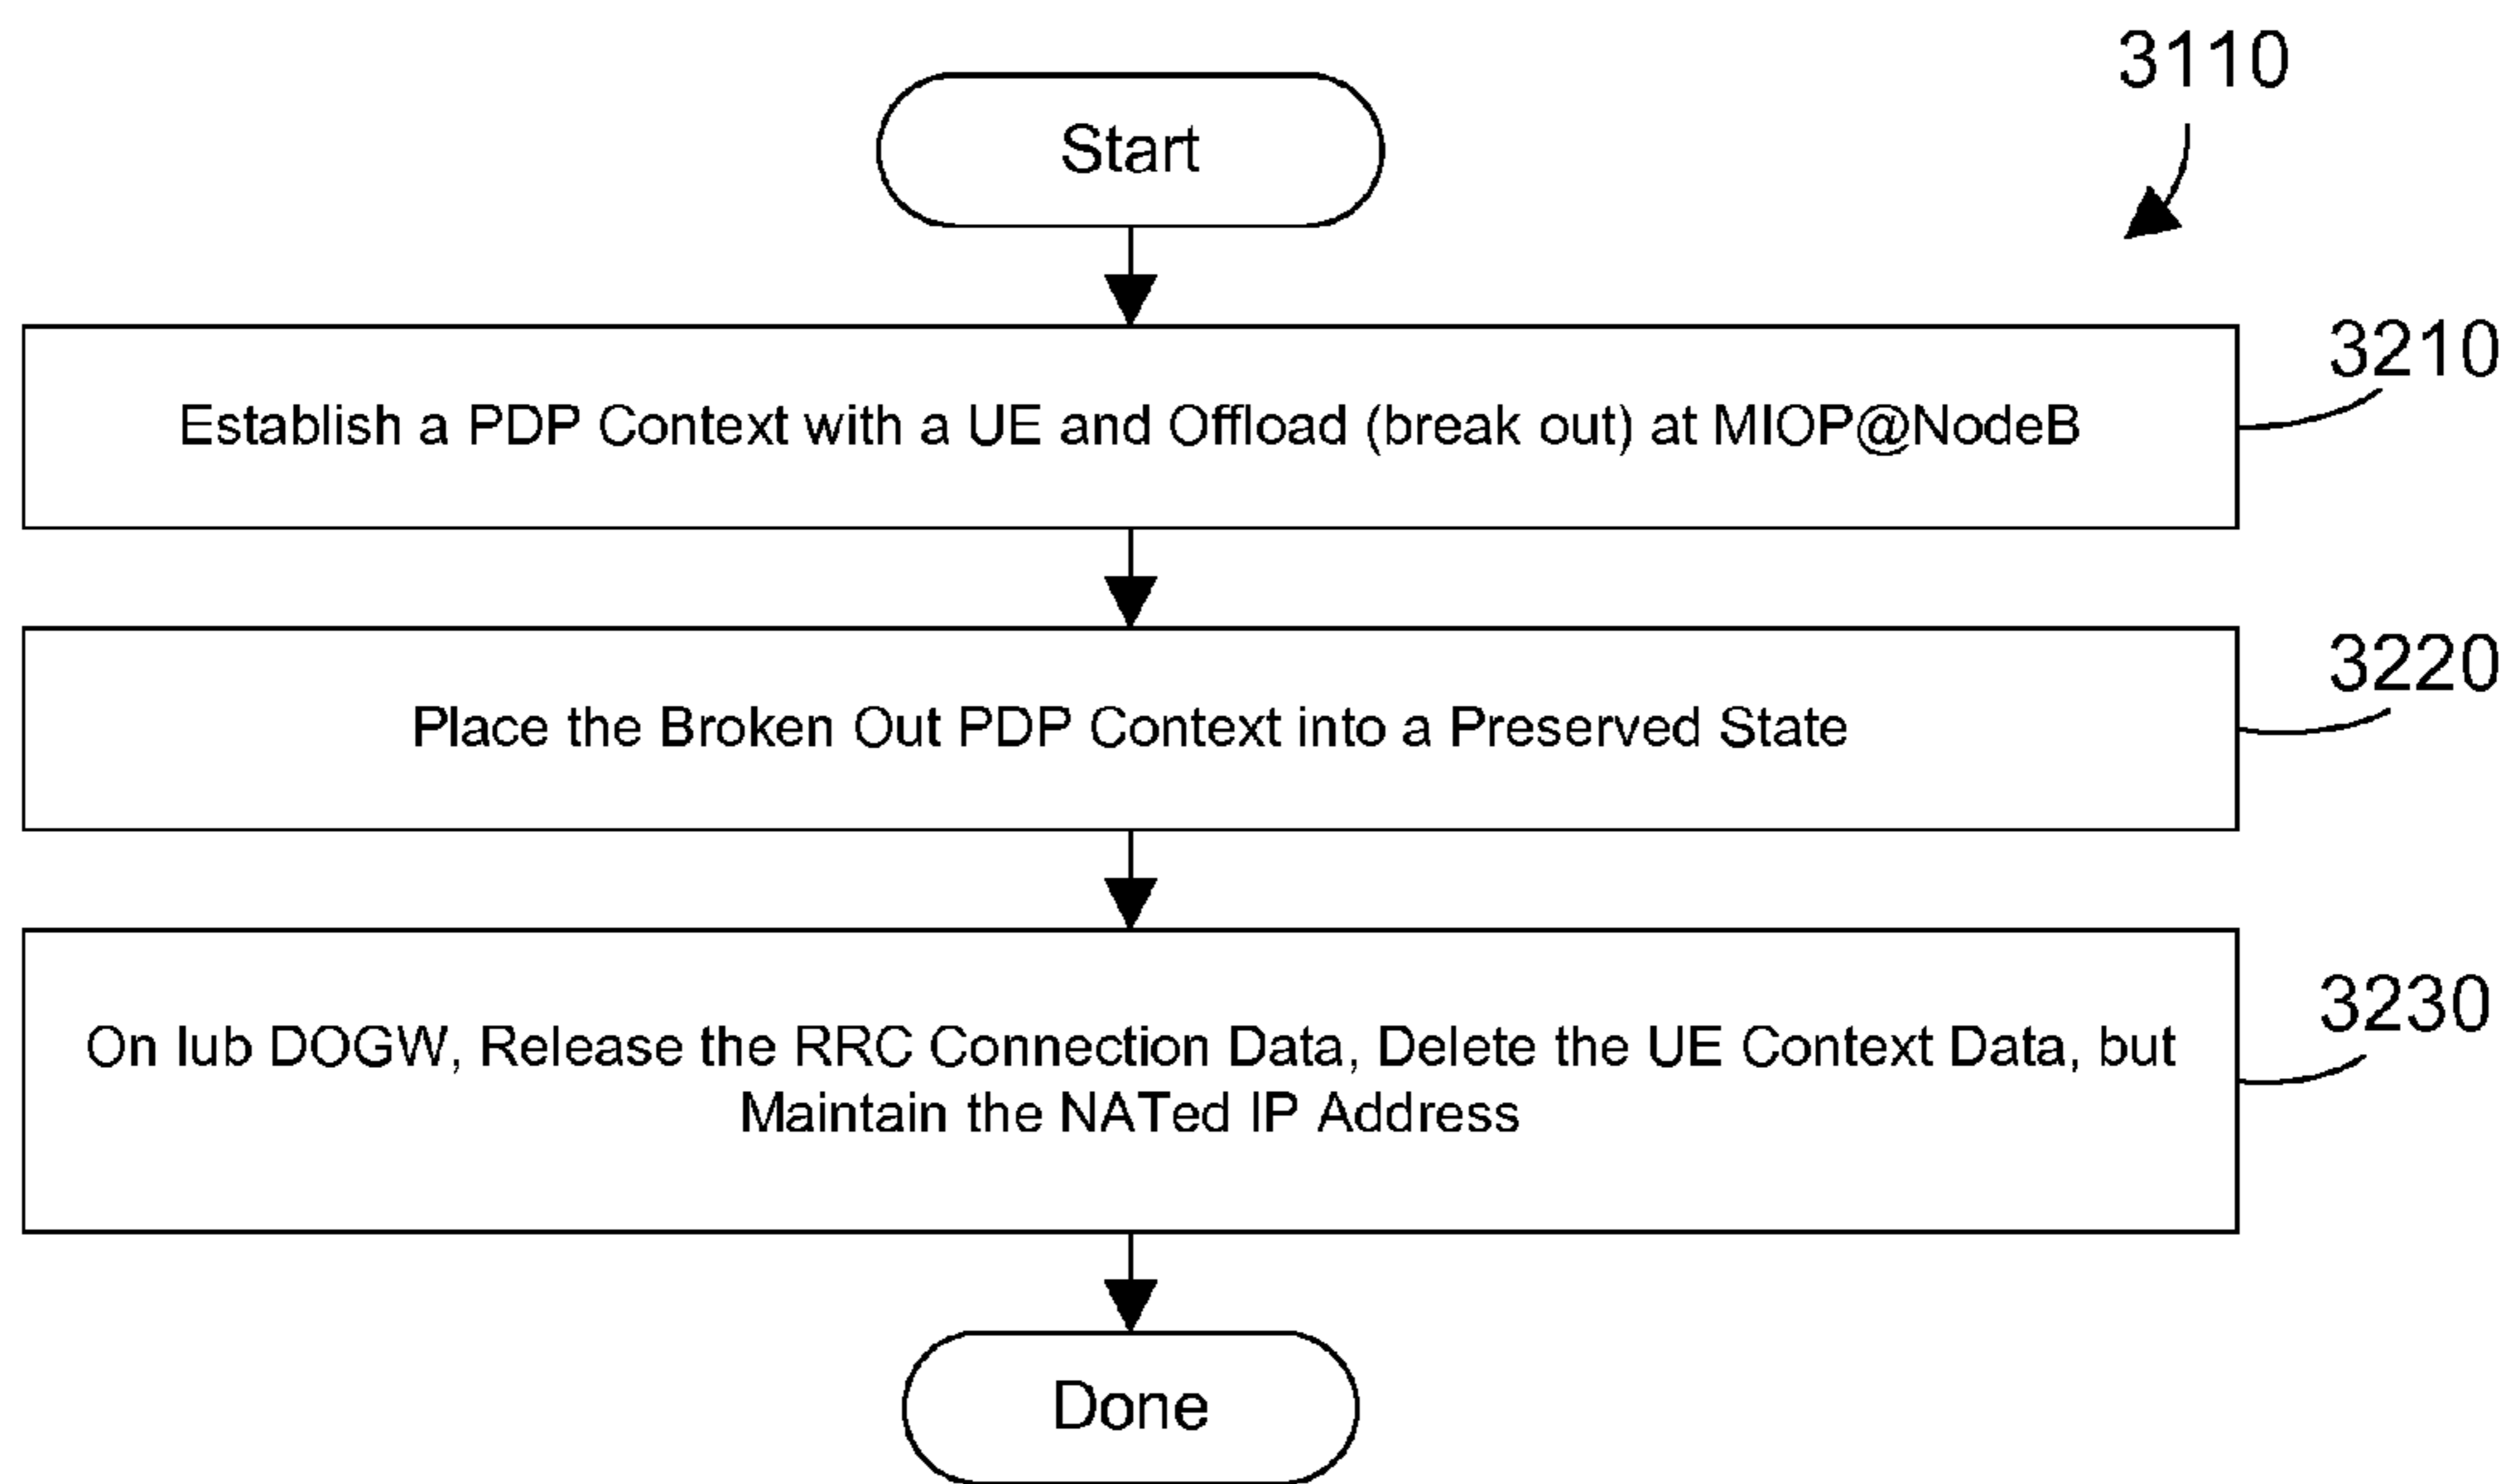 3110
Start
Establish a PDP Context with a UE and Offload (break out) at MIOP@NodeB
3210
Place the Broken Out PDP Context into a Preserved State
3220
On Iub DOGW, Release the RRC Connection Data, Delete the UE Context Data, but
Maintain the NATed IP Address
3230
Done